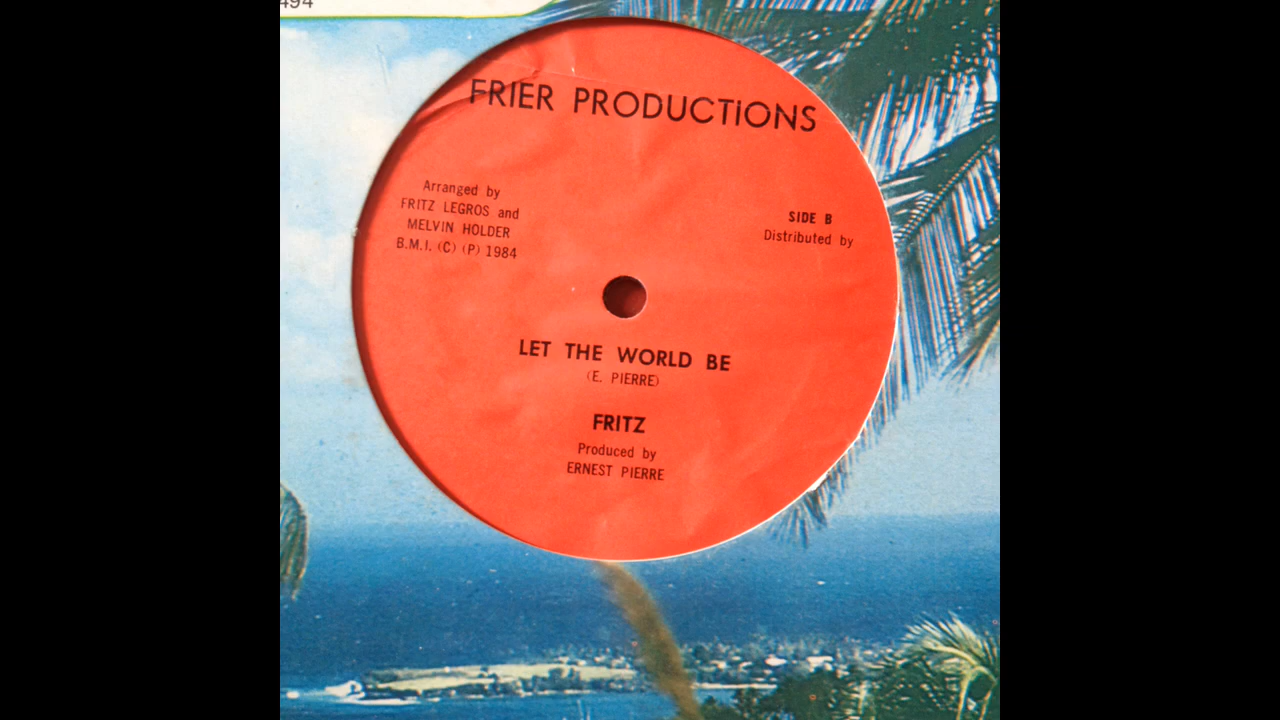 494
FRIER PRODUCTIONS
Arranged by
FRITZ LEGROS and
MELVIN HOLDER
B.M.I. (C) (P) 1984
SIDE B
Distributed by
LET THE WORLD BE
(E. PIERRE)
FRITZ
Produced by
ERNEST PIERRE